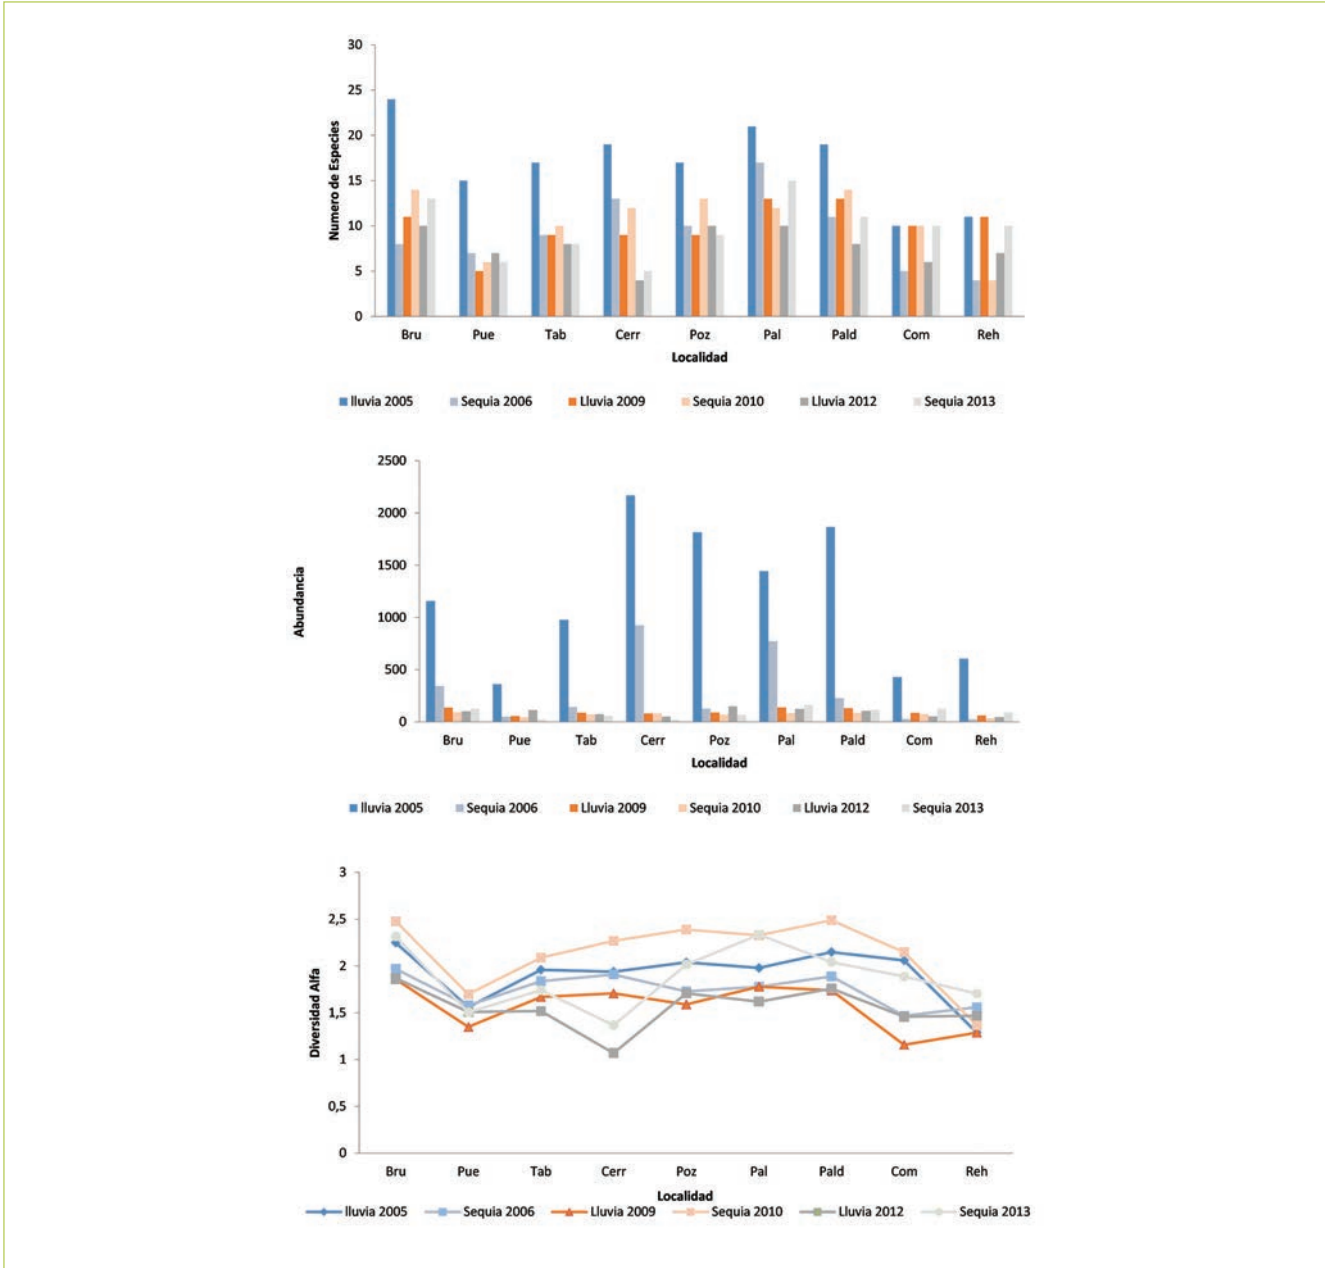 30
25
20
15
10
5
0
Numero de Especies
Bru Pue Tab Cerr Poz Pal Pald Com Reh
Localidad
lluvia 2005 Sequia 2006 Lluvia 2009 Sequia 2010 Lluvia 2012 Sequia 2013
2500
2000
1500
1000
500
0
Abundancia
Bru Pue Tab Cerr Poz Pal Pald Com Reh
Localidad
lluvia 2005 Sequia 2006 Lluvia 2009 Sequia 2010 Lluvia 2012 Sequia 2013
3
2,5
2
1,5
1
0,5
0
Diversidad Alfa
Bru Pue Tab Cerr Poz Pal Pald Com Reh
Localidad
lluvia 2005 Sequia 2006 Lluvia 2009 Sequia 2010 Lluvia 2012 Sequia 2013